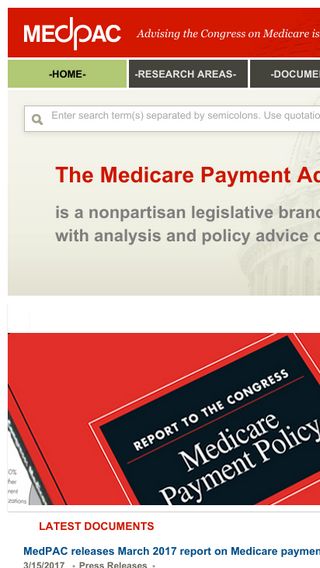 MEDPAC Advising the Congress on Medicare is
-HOME- -RESEARCH AREAS- -DOCUME
Enter search term(s) separated by semicolons. Use quotatio
The Medicare Payment Ad
is a nonpartisan legislative bran
with analysis and policy advice o
REPORT TO THE CONGRESS
Medicare
Payment Policy
LATEST DOCUMENTS
MedPAC releases March 2017 report on Medicare paymen
3/15/2017 - Press Releases -